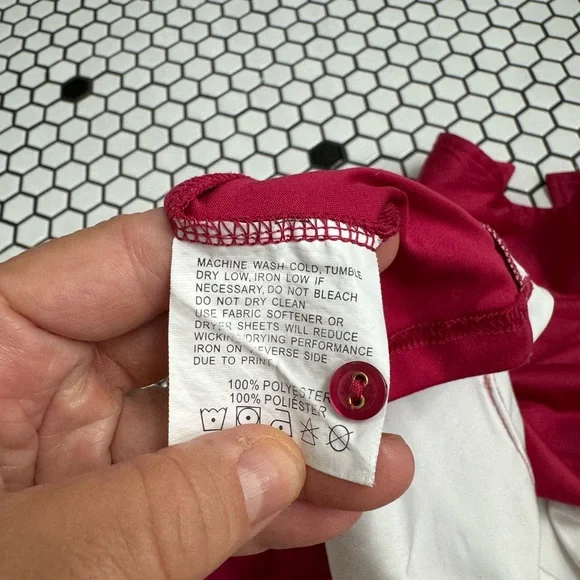 MACHINE WASH COLD, TUMBLE
DRY LOW, IRON LOW IF
NECESSARY, DO NOT BLEACH
DO NOT DRY CLEAN
USE FABRIC SOFTENER OR
DRYER SHEETS WILL REDUCE
WICKING/DRYING PERFORMANCE
IRON ON REVERSE SIDE
DUE TO PRINT
100% POLYESTER
100% POLIESTER